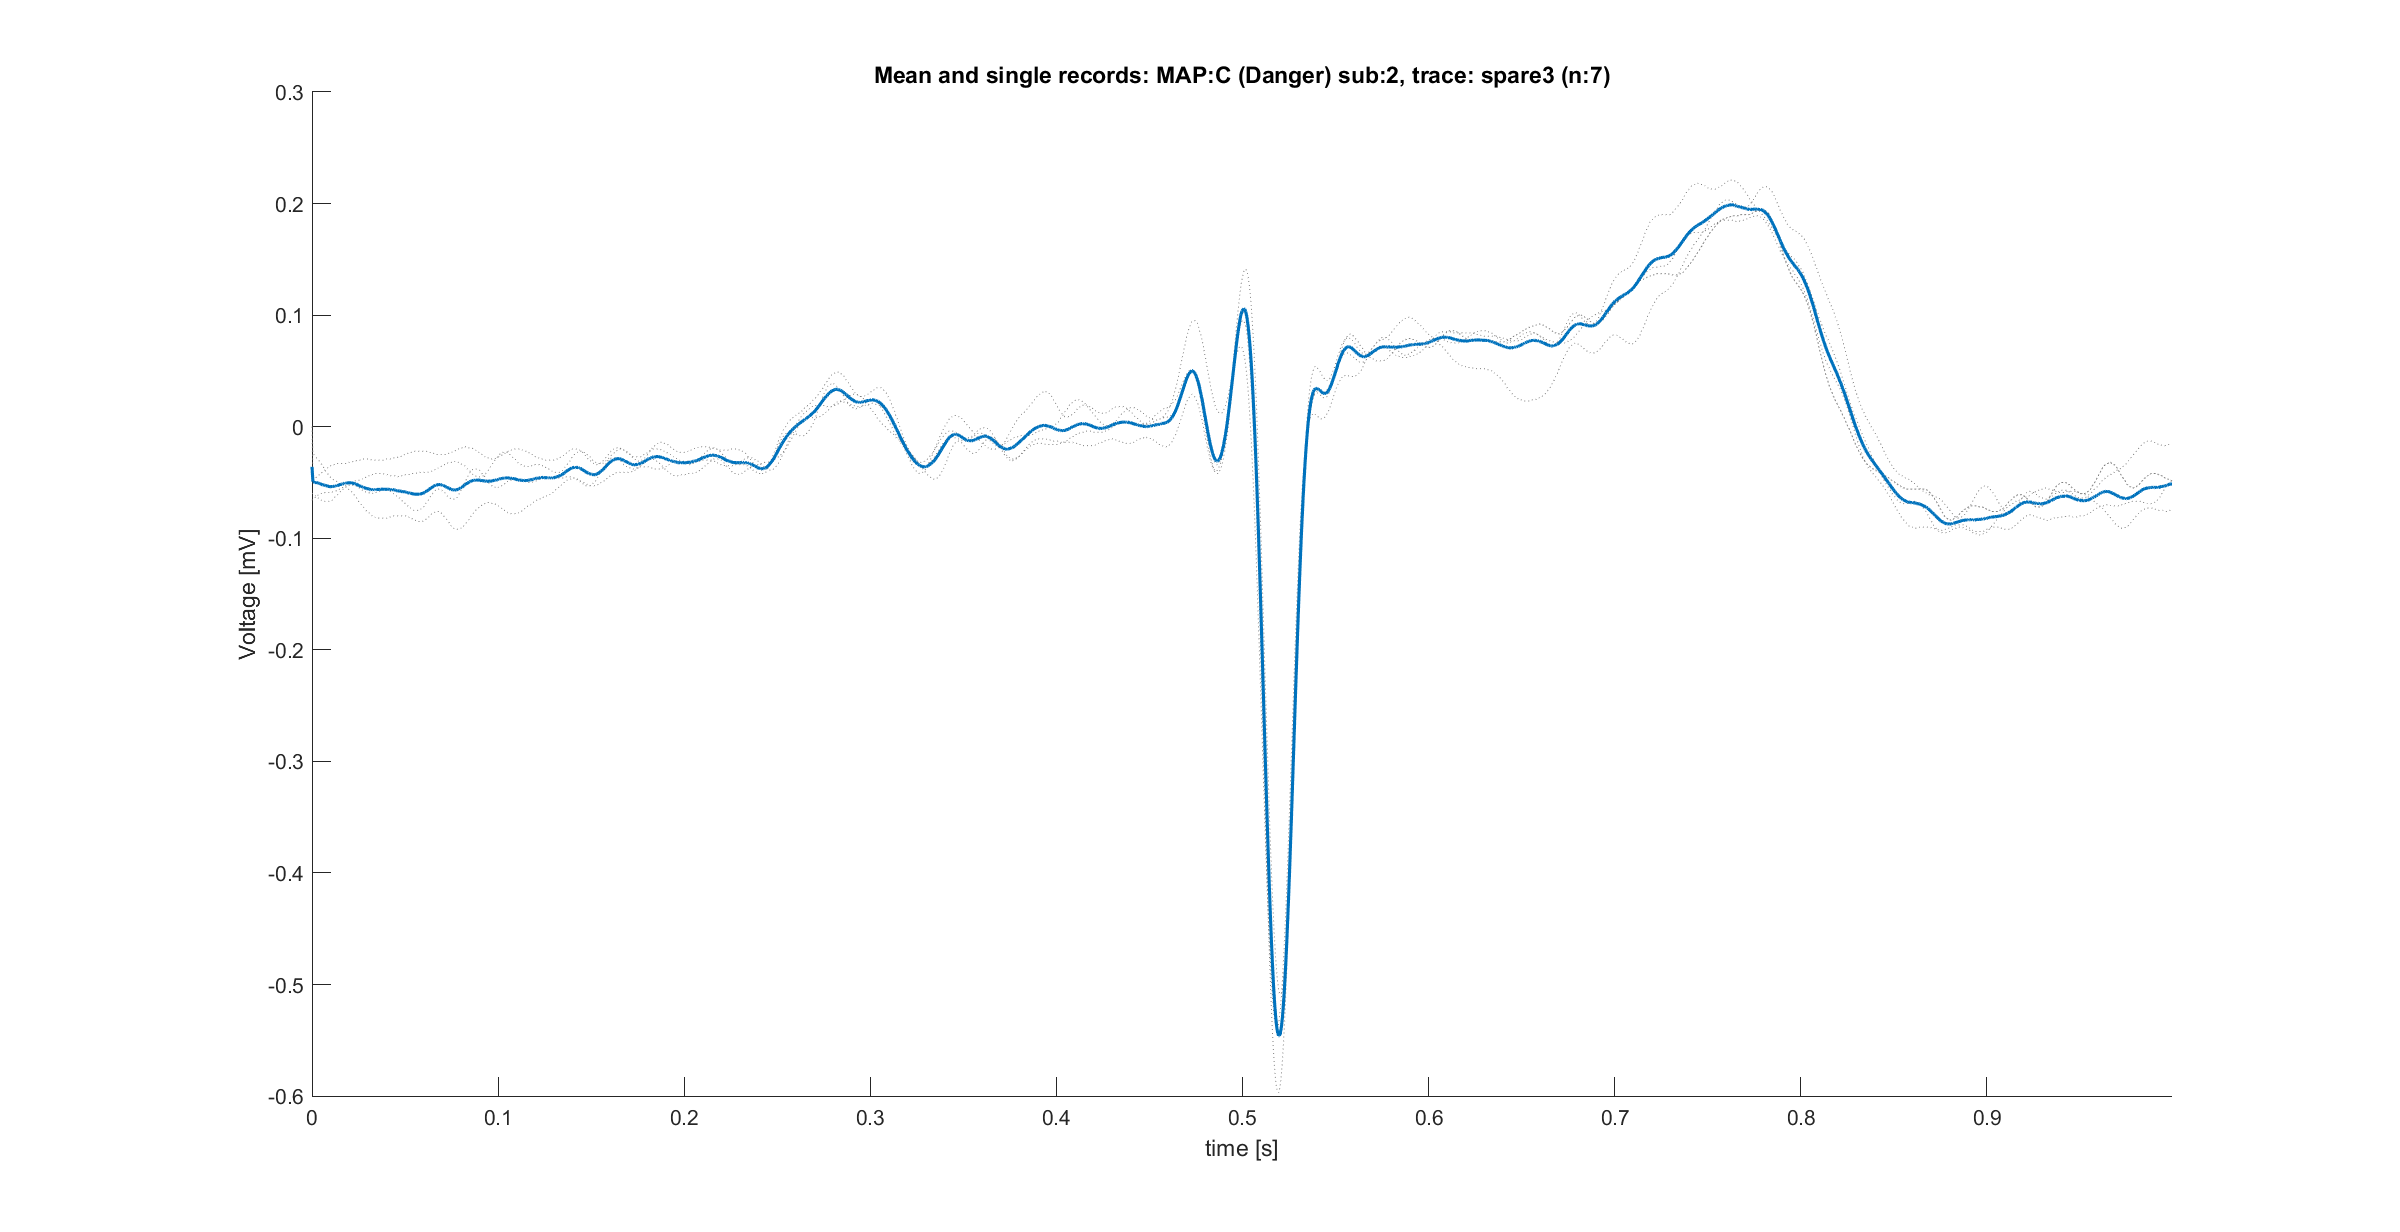 Mean and single records: MAP:C (Danger) sub:2, trace: spare3 (n:7)
0.3
0.2
0.1
0
-0.1
-0.2
-0.3
-0.4
-0.5
-0.6
Voltage [mV]
0 0.1 0.2 0.3 0.4 0.5 0.6 0.7 0.8 0.9
time [s]